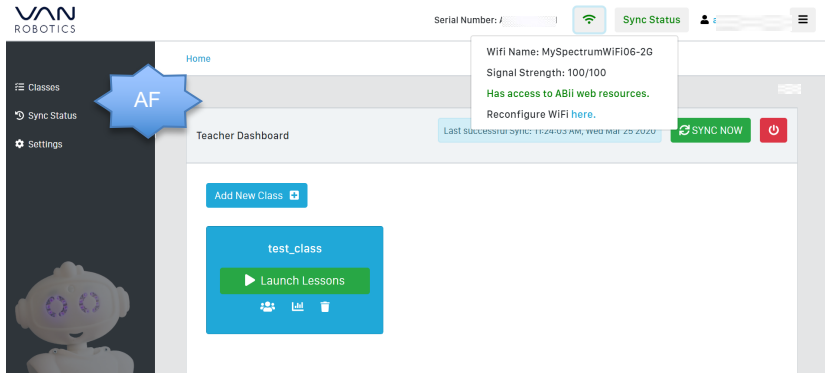 VAN
ROBOTICS
Serial Number:
Sync Status
Home
Wifi Name: MySpectrumWiFi06-2G
Signal Strength: 100/100
Has access to ABii web resources.
Reconfigure WiFi here.
Classes
AF
Sync Status
Settings
Teacher Dashboard
Last successful Sync: 11:24:03 AM, Wed Mar 25 2020
SYNC NOW
Add New Class
test_class
Launch Lessons